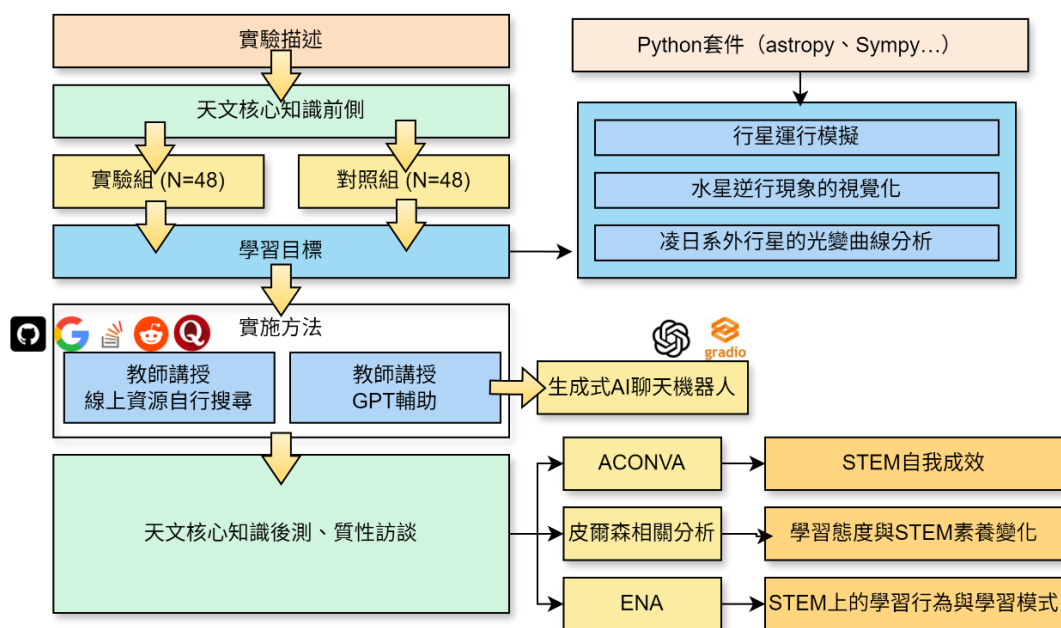 實驗描述
天文核心知識前側
實驗組 (N=48)
對照組 (N=48)
學習目標
Python套件（astropy、Sympy…）
行星運行模擬
水星逆行現象的視覺化
凌日系外行星的光變曲線分析
實施方法
教師講授
線上資源自行搜尋
教師講授
GPT輔助
gradio
生成式AI聊天機器人
天文核心知識後測、質性訪談
ACONVA
STEM自我成效
皮爾森相關分析
學習態度與STEM素養變化
ENA
STEM上的學習行為與學習模式